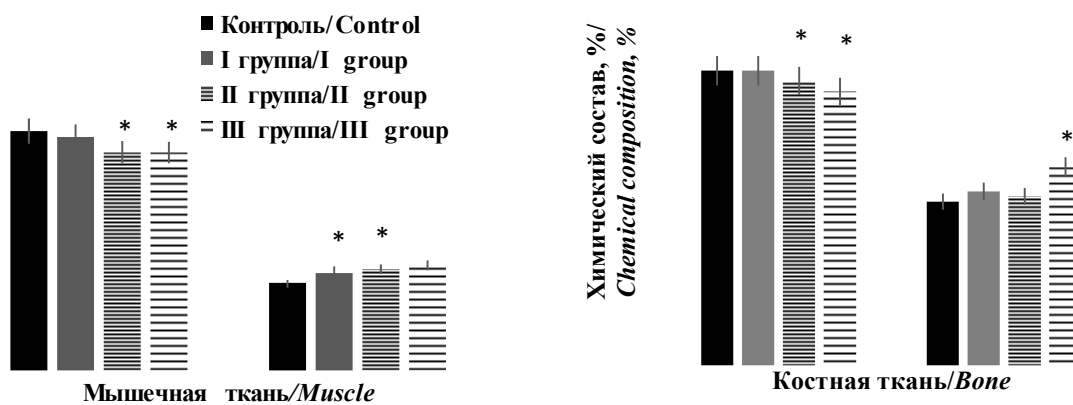 Контроль/Control
I группа/I group
II группа/II group
III группа/III group
* *
* *
Мышечная ткань/Muscle
Химический состав, %/
Chemical composition, %
* *
*
Костная ткань/Bone